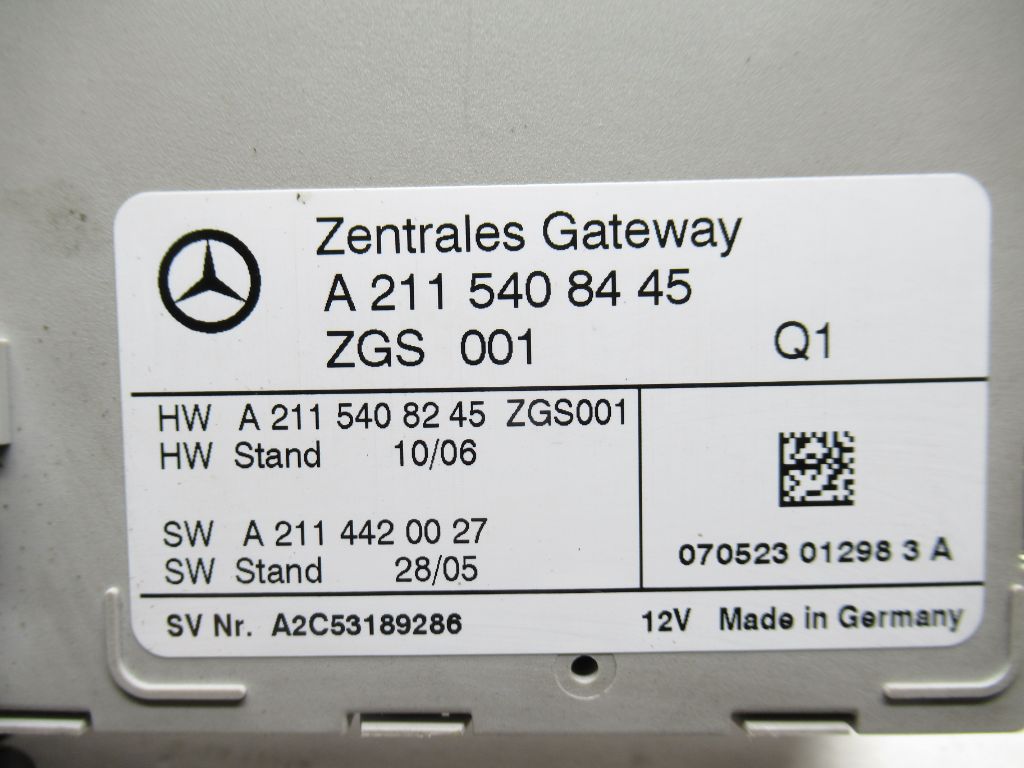 Zentrales Gateway
A 211 540 84 45
ZGS 001 Q1
HW A 211 540 82 45 ZGS001
HW Stand 10/06
SW A 211 442 00 27
SW Stand 28/05
070523 01298 3 A
SV Nr. A2C53189286 12V Made in Germany